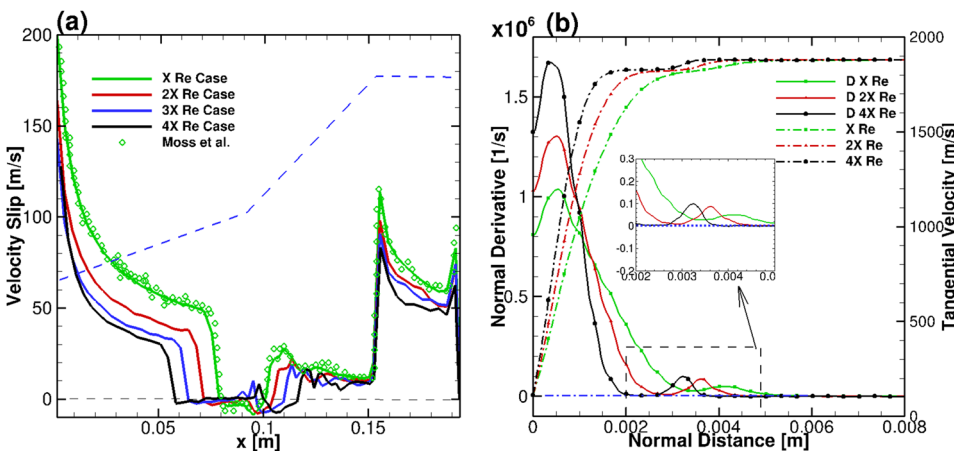 (a)
Velocity Slip [m/s]
200
150
100
50
0
X Re Case
2X Re Case
3X Re Case
4X Re Case
Moss et al.
0.05
0.1
0.15
x [m]
(b)
x10⁶
Normal Derivative [1/s]
1.5
1
0.5
0
D X Re
D 2X Re
D 4X Re
X Re
2X Re
4X Re
0.3
0.2
0.1
0
-0.1
0.003
0.004
0
0.002
0.004
0.006
0.008
Normal Distance [m]
2000
1500
1000
500
0
Tangential Velocity [m/s]